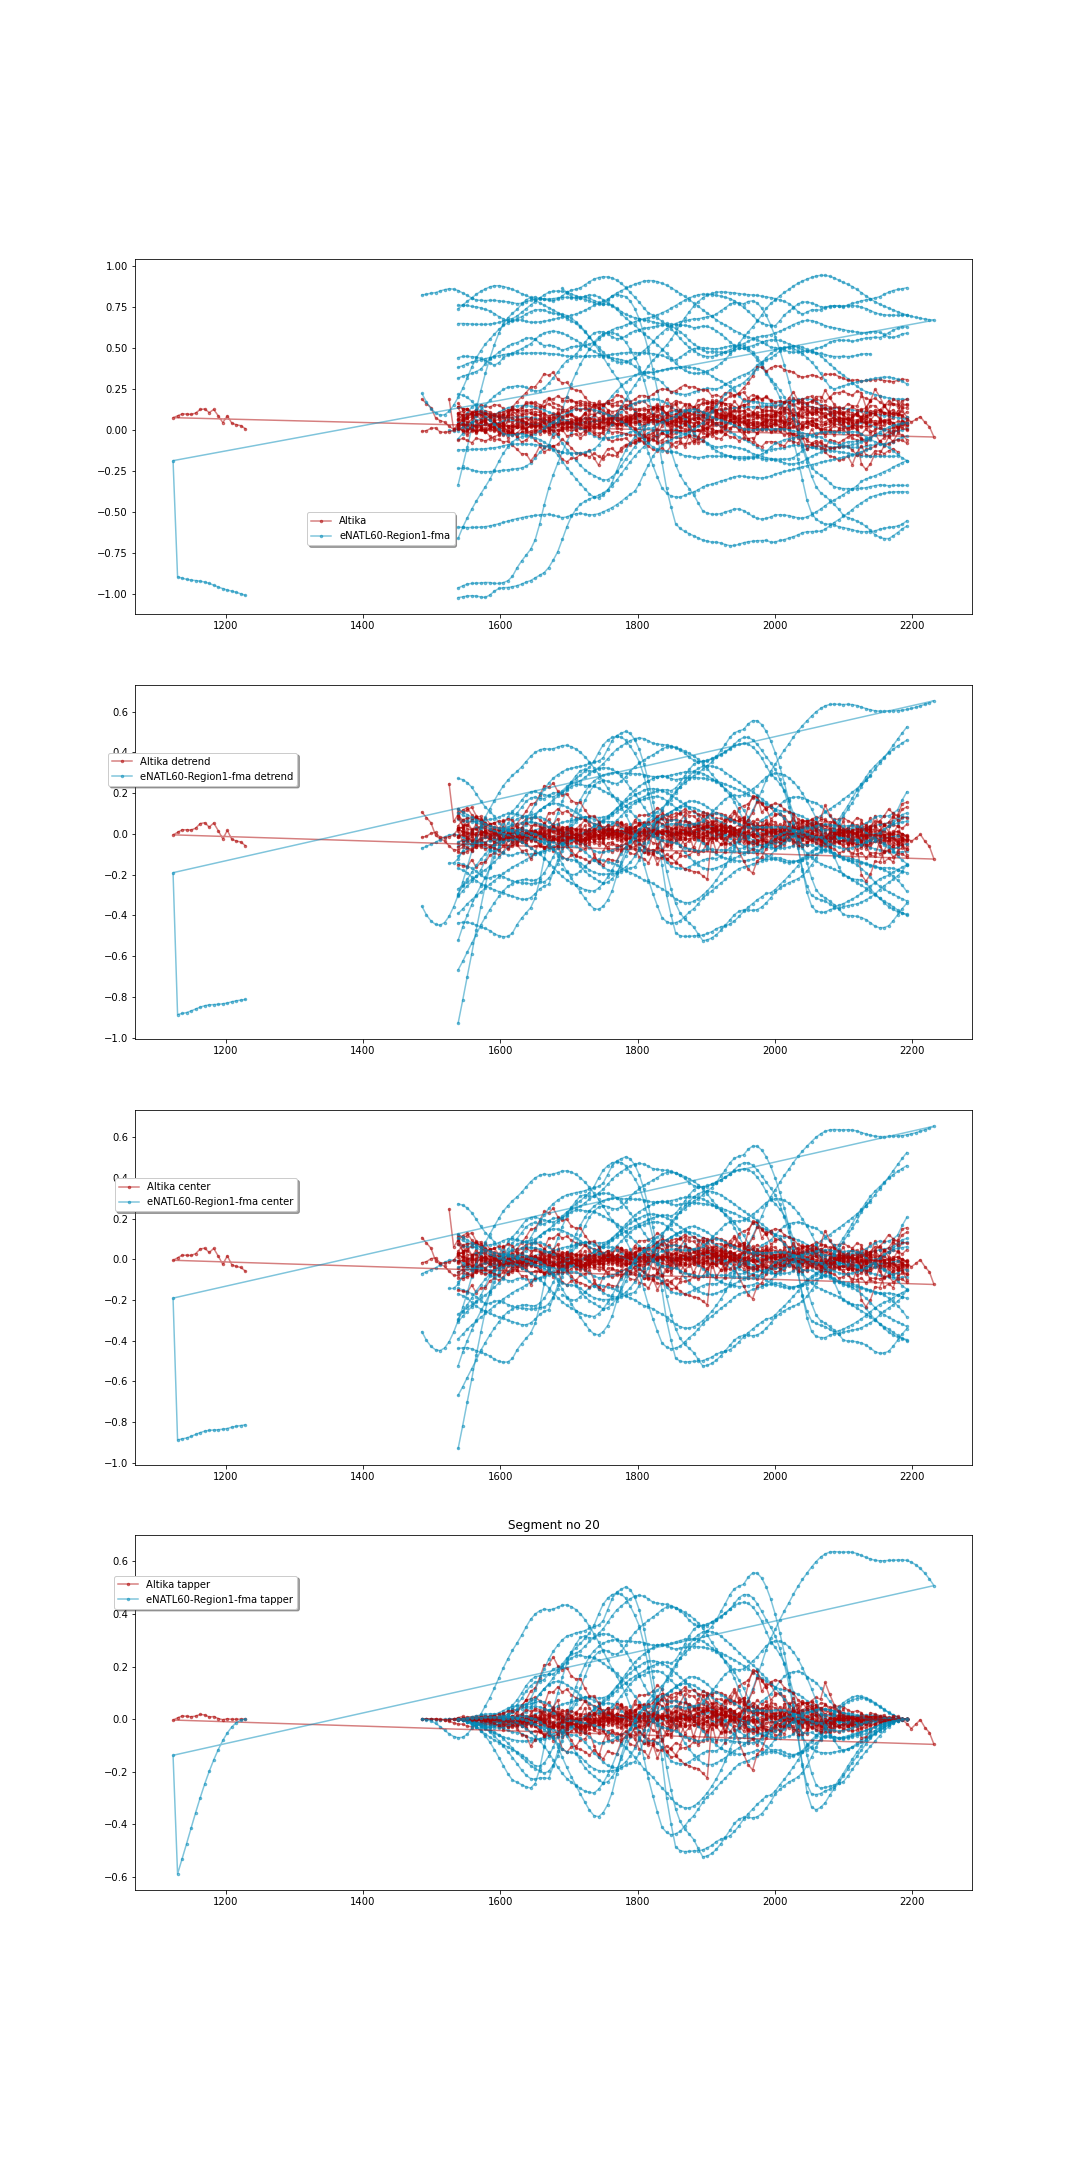 1.00
0.75
0.50
0.25
0.00
−0.25
−0.50
−0.75
−1.00
Altika
eNATL60-Region1-fma
1200 1400 1600 1800 2000 2200
0.6
0.4
0.2
0.0
−0.2
−0.4
−0.6
−0.8
−1.0
Altika detrend
eNATL60-Region1-fma detrend
1200 1400 1600 1800 2000 2200
0.6
0.4
0.2
0.0
−0.2
−0.4
−0.6
−0.8
−1.0
Altika center
eNATL60-Region1-fma center
1200 1400 1600 1800 2000 2200
Segment no 20
0.6
0.4
0.2
0.0
−0.2
−0.4
−0.6
Altika tapper
eNATL60-Region1-fma tapper
1200 1400 1600 1800 2000 2200